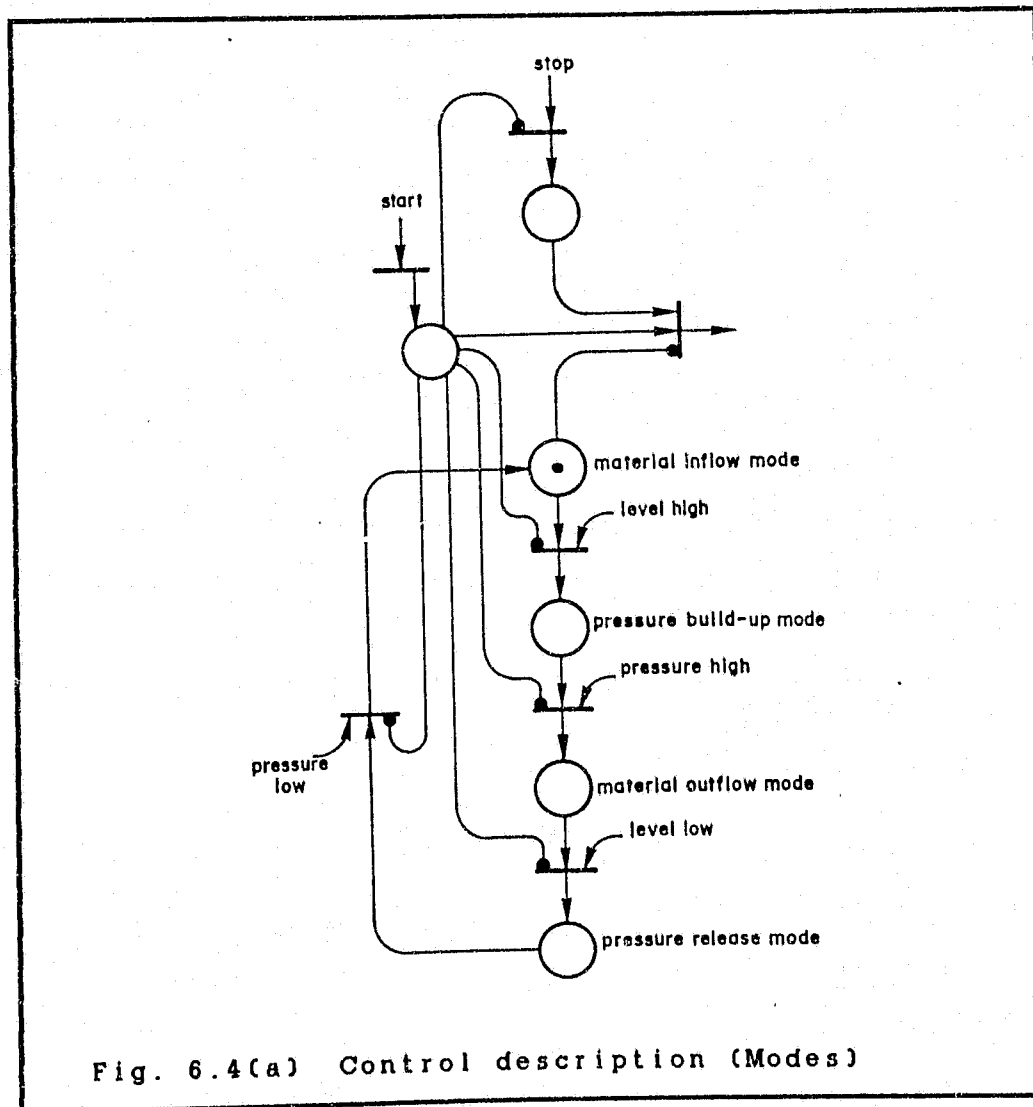 stop
start
material inflow mode
level high
pressure build-up mode
pressure high
pressure
low
material outflow mode
level low
pressure release mode
Fig. 6.4(a) Control description (Modes)